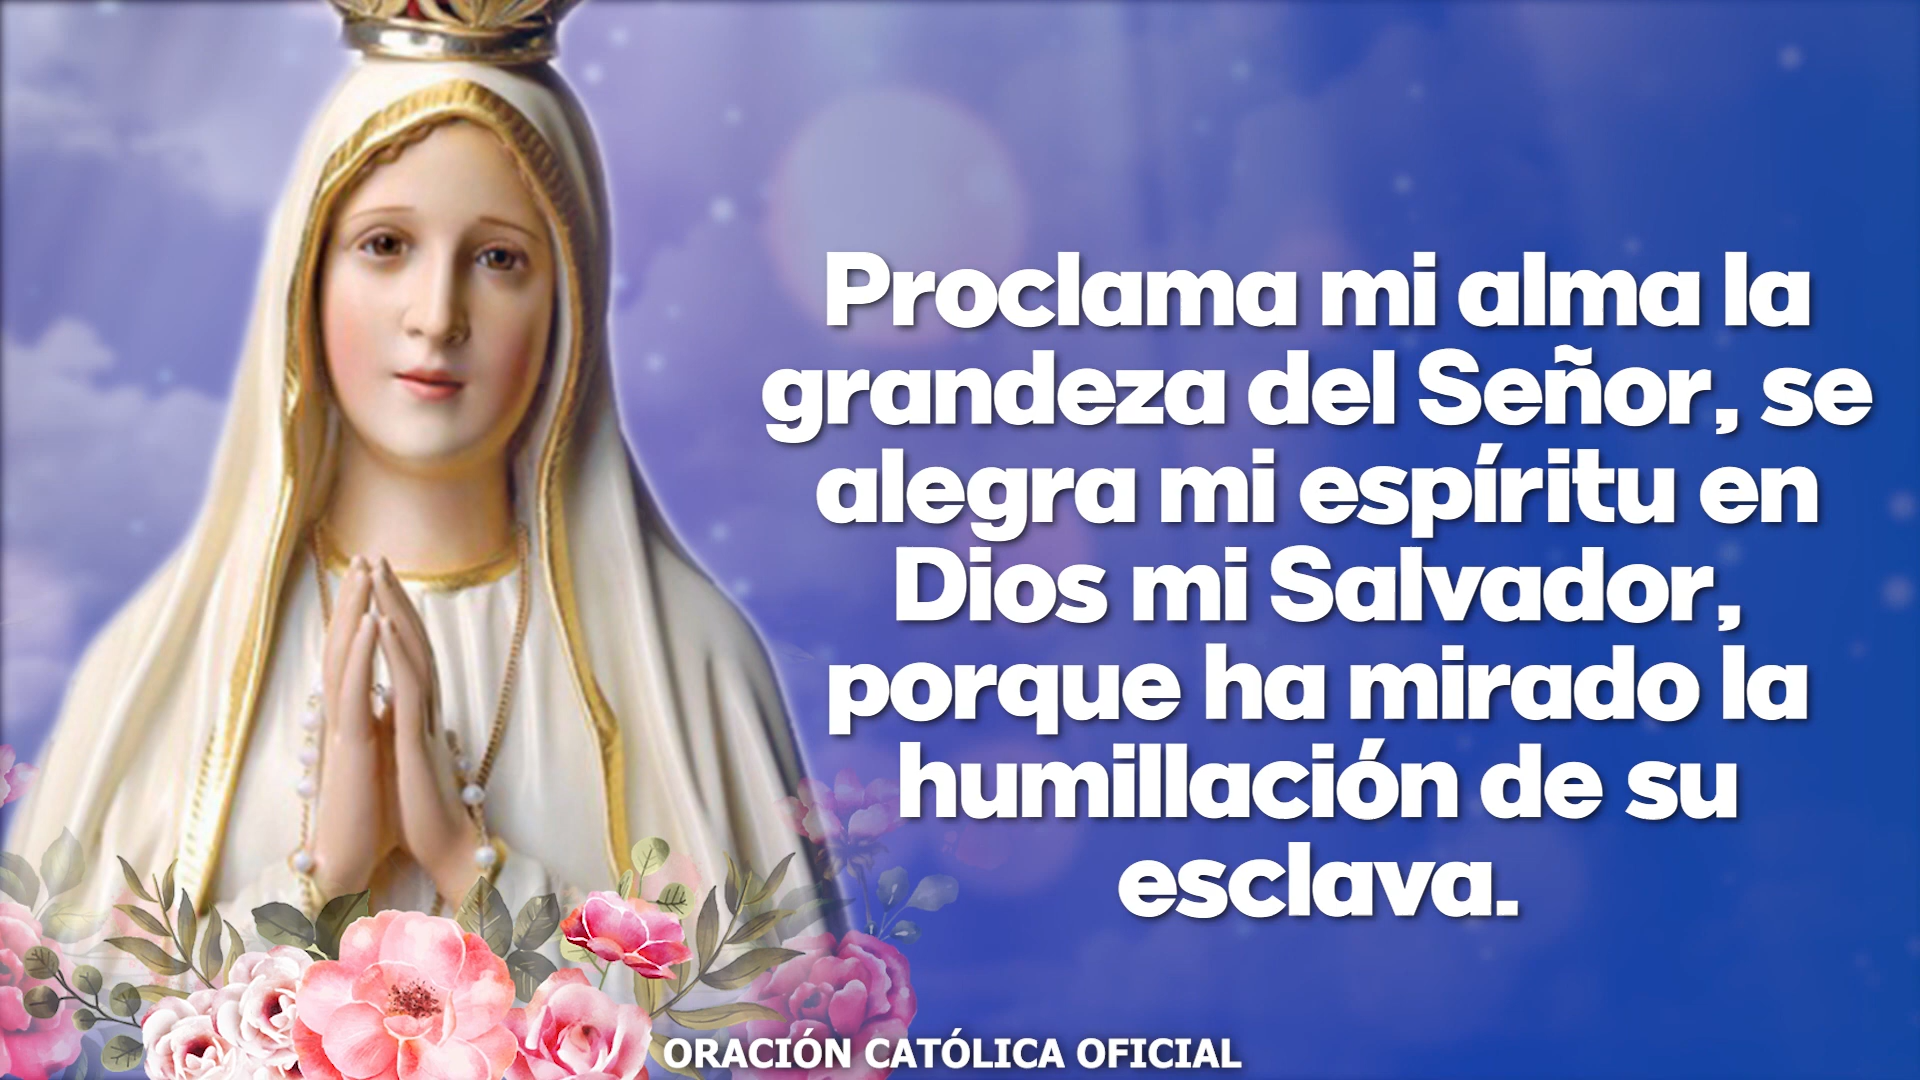 Proclama mi alma la
grandeza del Señor, se
alegra mi espíritu en
Dios mi Salvador,
porque ha mirado la
humillación de su
esclava.
ORACIÓN CATÓLICA OFICIAL